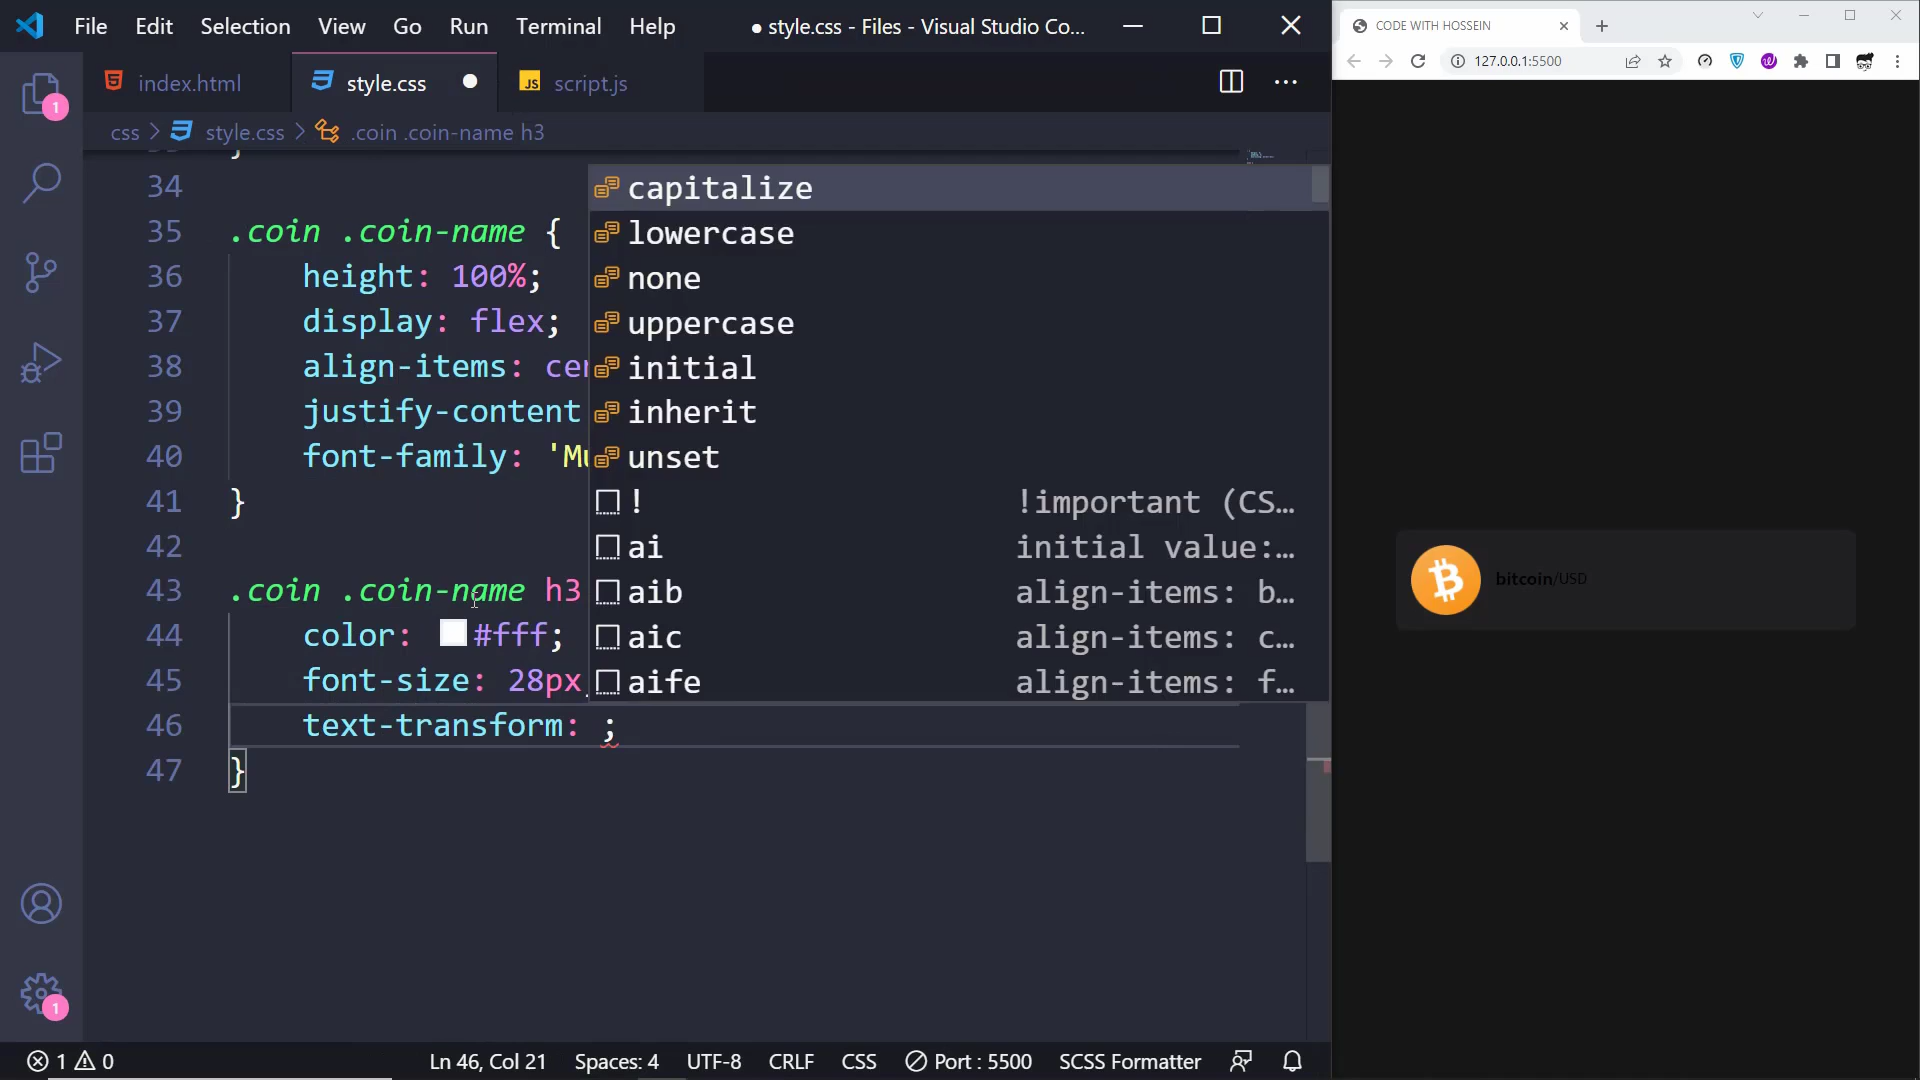 File Edit Selection View Go Run Terminal Help ● style.css - Files - Visual Studio Co...
index.html style.css script.js
css > style.css > .coin .coin-name h3
34
35 .coin .coin-name {
36 height: 100%;
37 display: flex;
38 align-items: cen
39 justify-content
40 font-family: 'Mu
41 }
42
43 .coin .coin-name h3
44 color: #fff;
45 font-size: 28px
46 text-transform: ;
47 }
capitalize
lowercase
none
uppercase
initial
inherit
unset
! !important (CS…
ai initial value:…
aib align-items: b…
aic align-items: c…
aife align-items: f…
1
1
1 0 Ln 46, Col 21 Spaces: 4 UTF-8 CRLF CSS Port : 5500 SCSS Formatter
CODE WITH HOSSEIN
127.0.0.1:5500
bitcoin/USD